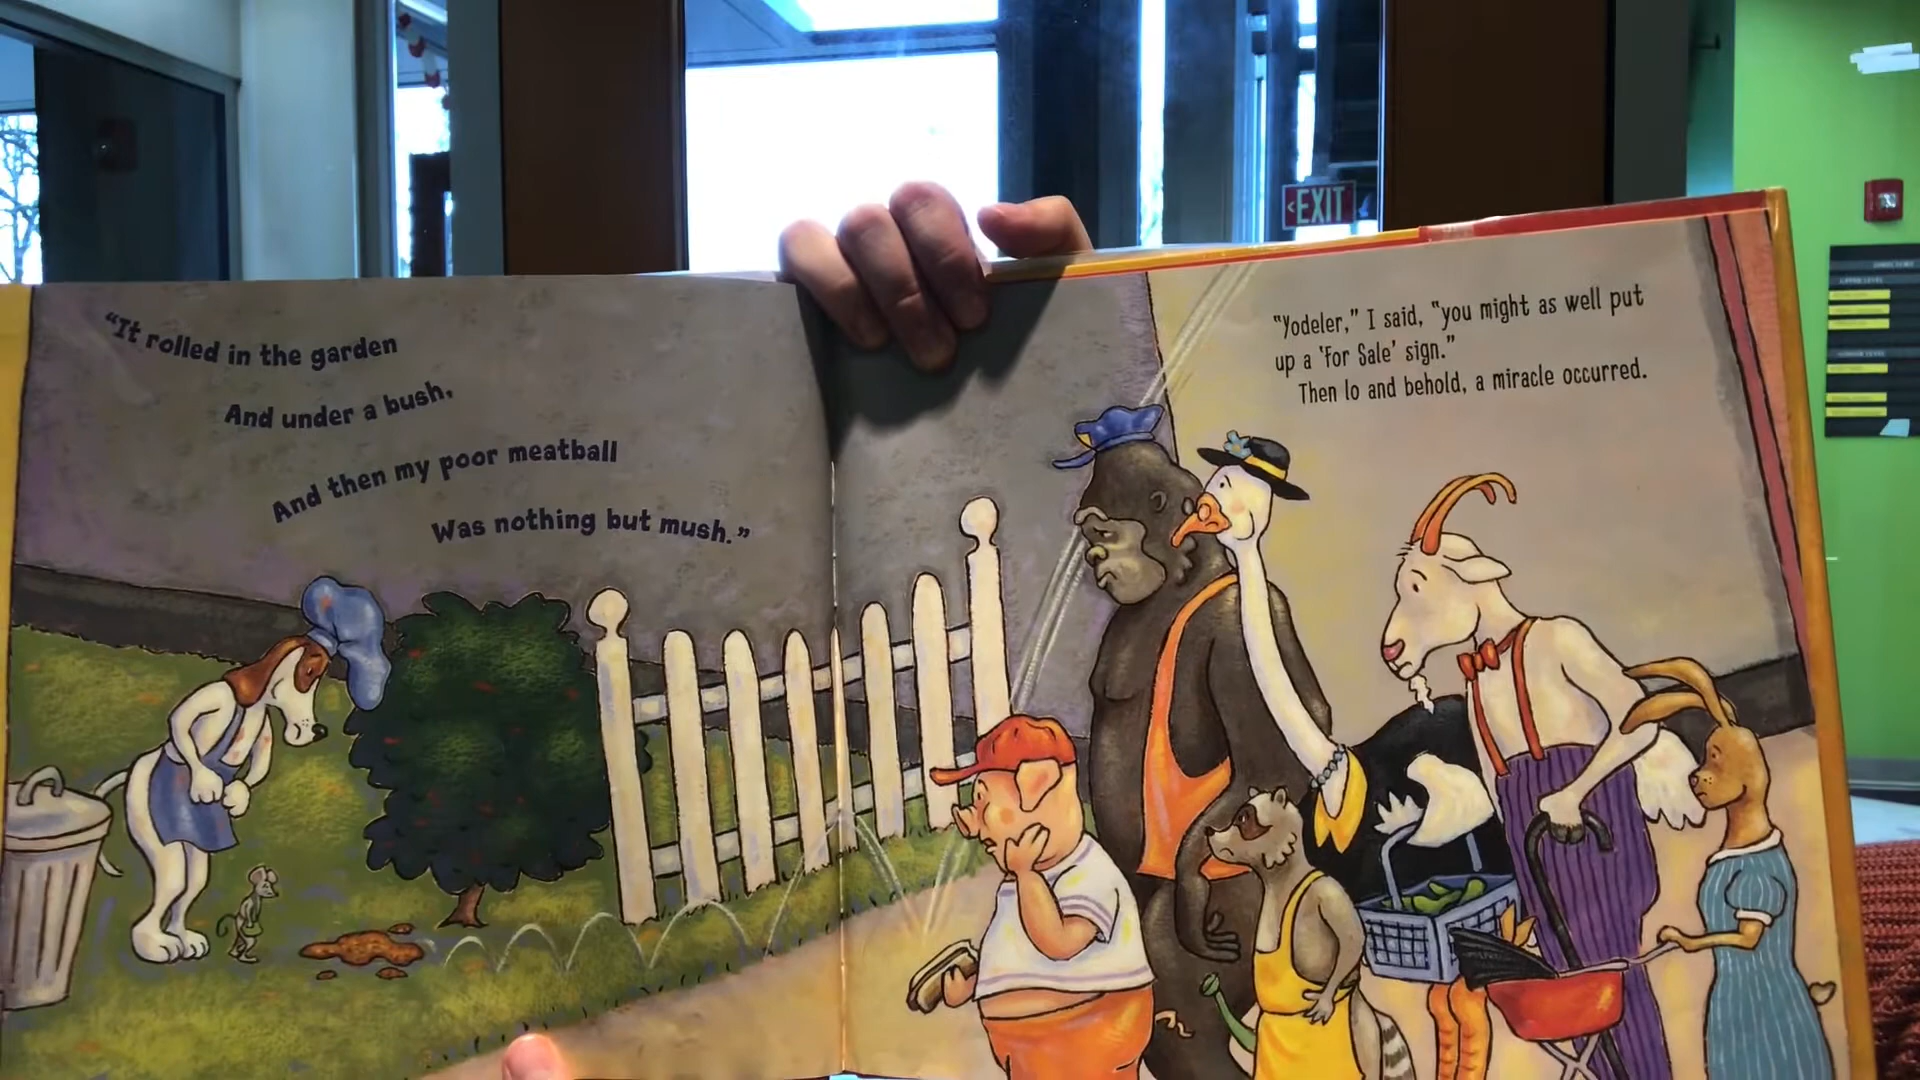 "It rolled in the garden
And under a bush,
And then my poor meatball
Was nothing but mush."
"Yodeler," I said, "you might as well put
up a 'For Sale' sign."
Then lo and behold, a miracle occurred.
<EXIT
DIRECTORY